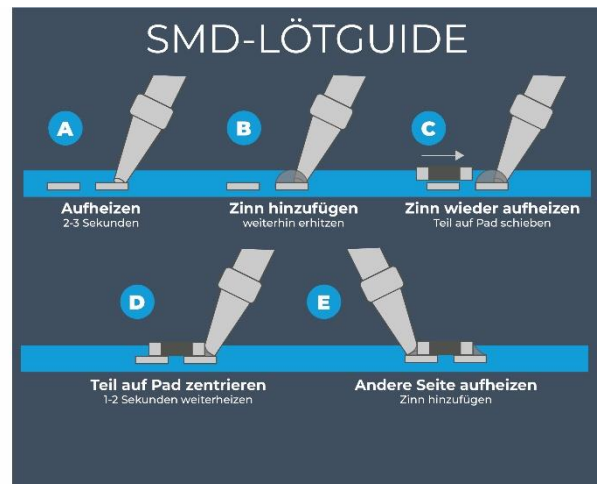 SMD-LÖTGUIDE
A
B
C
Aufheizen
2-3 Sekunden
Zinn hinzufügen
weiterhin erhitzen
Zinn wieder aufheizen
Teil auf Pad schieben
D
E
Teil auf Pad zentrieren
1-2 Sekunden weiterheizen
Andere Seite aufheizen
Zinn hinzufügen